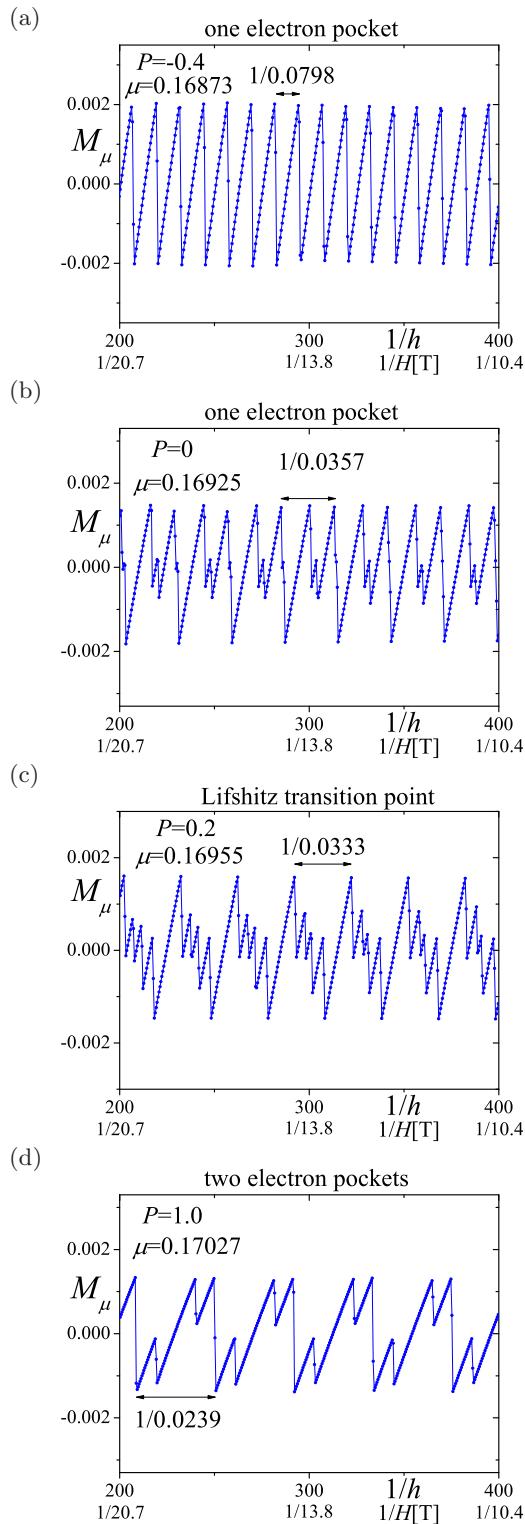 (a)
one electron pocket
P=-0.4
μ=0.16873
1/0.0798
0.002
Mμ
0.000
-0.002
200 300 1/h 400
1/20.7 1/13.8 1/H[T] 1/10.4
(b)
one electron pocket
P=0
1/0.0357
μ=0.16925
0.002
Mμ
0.000
-0.002
200 300 1/h 400
1/20.7 1/13.8 1/H[T] 1/10.4
(c)
Lifshitz transition point
P=0.2
1/0.0333
μ=0.16955
0.002
Mμ
0.000
-0.002
200 300 1/h 400
1/20.7 1/13.8 1/H[T] 1/10.4
(d)
two electron pockets
P=1.0
μ=0.17027
0.002
Mμ
0.000
-0.002
1/0.0239
200 300 1/h 400
1/20.7 1/13.8 1/H[T] 1/10.4